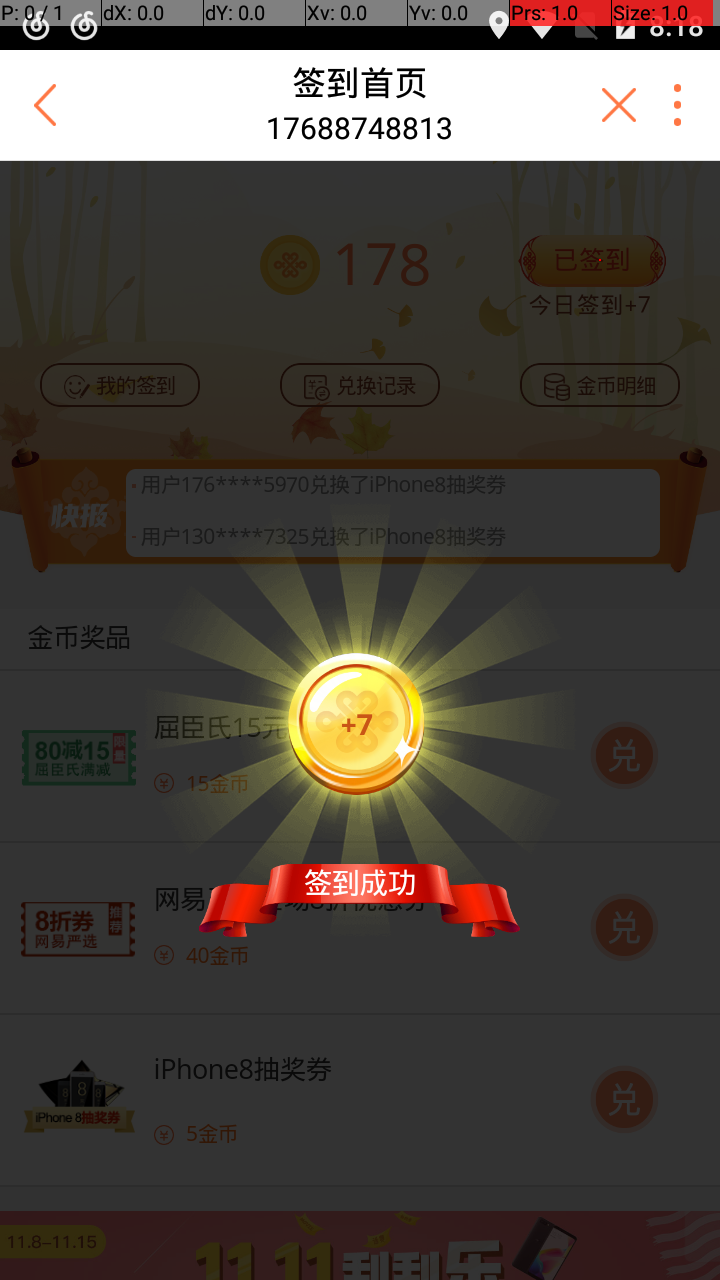 P: 0 / 1 dX: 0.0 dY: 0.0 Xv: 0.0 Yv: 0.0 Prs: 1.0 Size: 1.0
8:18
签到首页
17688748813
178
已签到
今日签到+7
我的签到 兑换记录 金币明细
快报
· 用户176****5970兑换了iPhone8抽奖券
· 用户130****7325兑换了iPhone8抽奖券
金币奖品
+7
屈臣氏15元
80减15
屈臣氏满减
15金币
兑
签到成功
网易
8折券
推荐
网易严选
40金币
兑
iPhone8抽奖券
8
iPhone 8抽奖券
5金币
兑
11.8–11.15
11.11刮刮乐